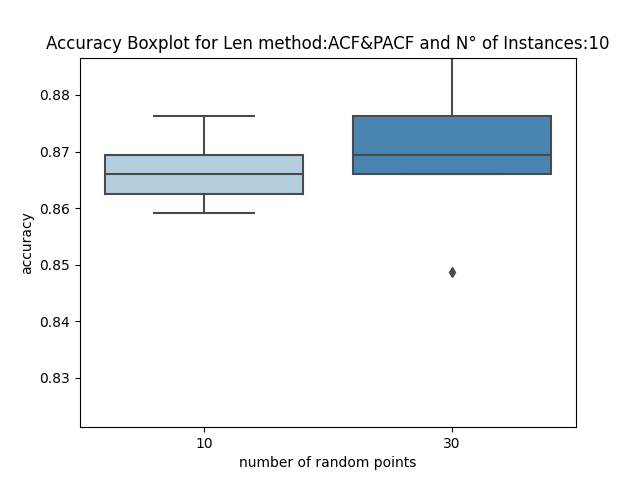 Accuracy Boxplot for Len method:ACF&PACF and N° of Instances:10
0.88
0.87
0.86
0.85
0.84
0.83
accuracy
10 30
number of random points